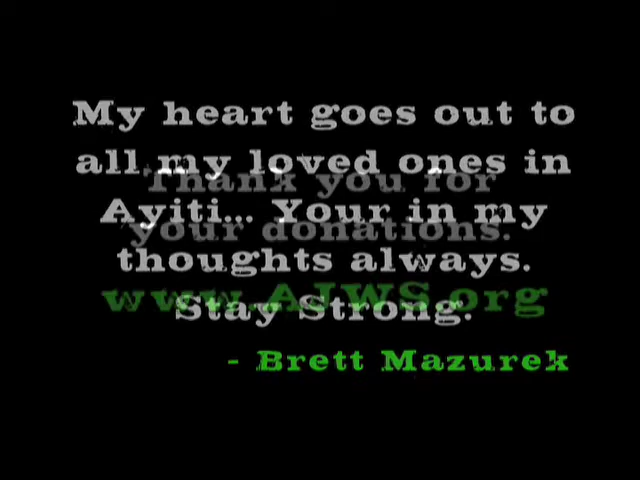 My heart goes out to
all my loved ones in
Thank you for
Ayiti... Your in my
your donations.
thoughts always.
www.AJWS.org
Stay Strong.
- Brett Mazurek